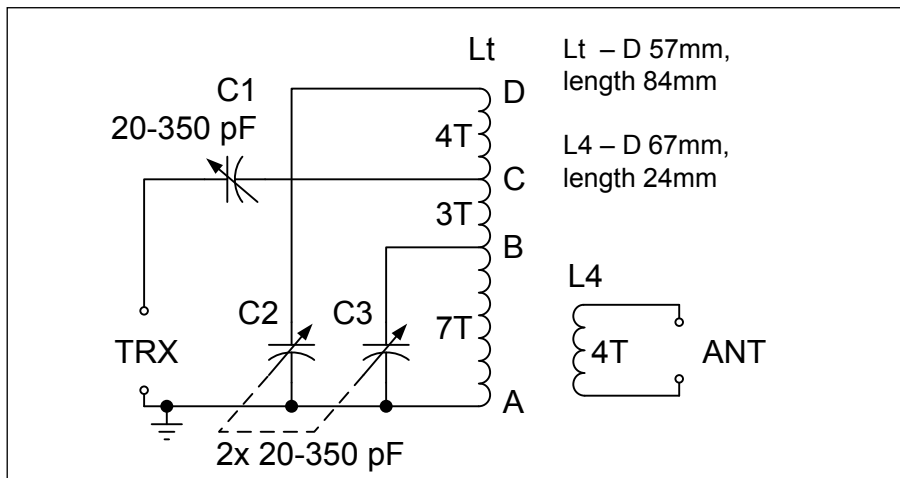 Lt
Lt – D 57mm,
length 84mm
C1
20-350 pF
D
4T
L4 – D 67mm,
length 24mm
C
3T
B
L4
C2
C3
7T
4T
TRX
ANT
A
2x 20-350 pF